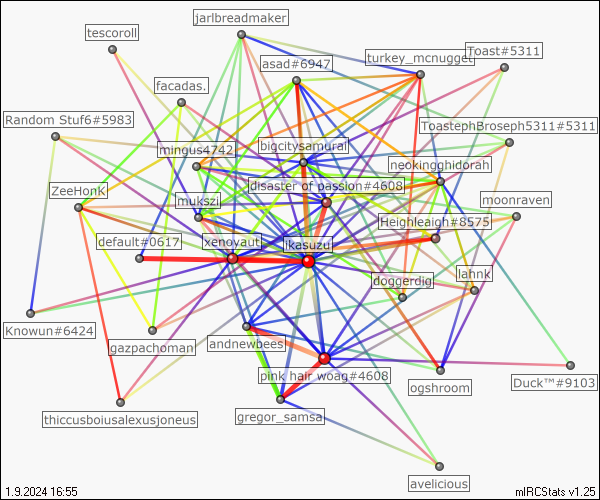 jarlbreadmaker
tescoroll
turkey_mcnugget
Toast#5311
asad#6947
facadas.
Random Stuf6#5983
ToastephBroseph5311#5311
mingus4742
bigcitysamurai
neokingghidorah
disaster of passion#4608
ZeeHonK
mukszi
moonraven
Heighleaigh#8575
default#0617
xenovaut
ikasuzu
doggerdig
lahnk
Knowun#6424
gazpachoman
andnewbees
pink hair woag#4608
ogshroom
Duck™#9103
thiccusboiusalexusjoneus
gregor_samsa
avelicious
1.9.2024 16:55
mIRCStats v1.25